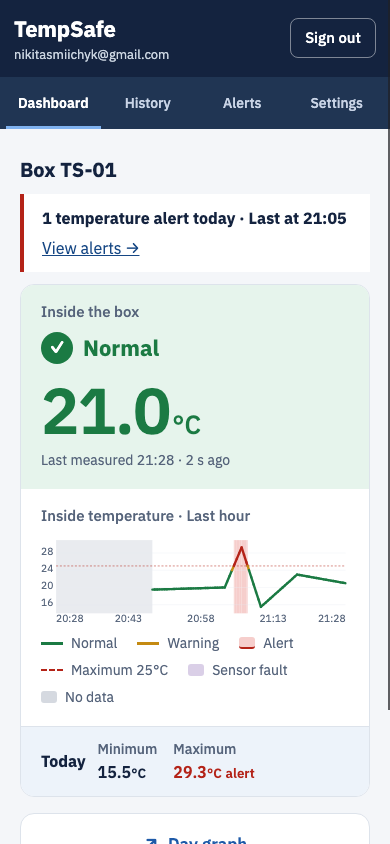 TempSafe
nikitasmiichyk@gmail.com
Sign out
Dashboard History Alerts Settings
Box TS-01
1 temperature alert today · Last at 21:05
View alerts →
Inside the box
Normal
21.0°C
Last measured 21:28 · 2 s ago
Inside temperature · Last hour
28
24
20
16
20:28 20:43 20:58 21:13 21:28
Normal Warning Alert
Maximum 25°C Sensor fault
No data
Today
Minimum Maximum
15.5°C 29.3°C alert
Day graph